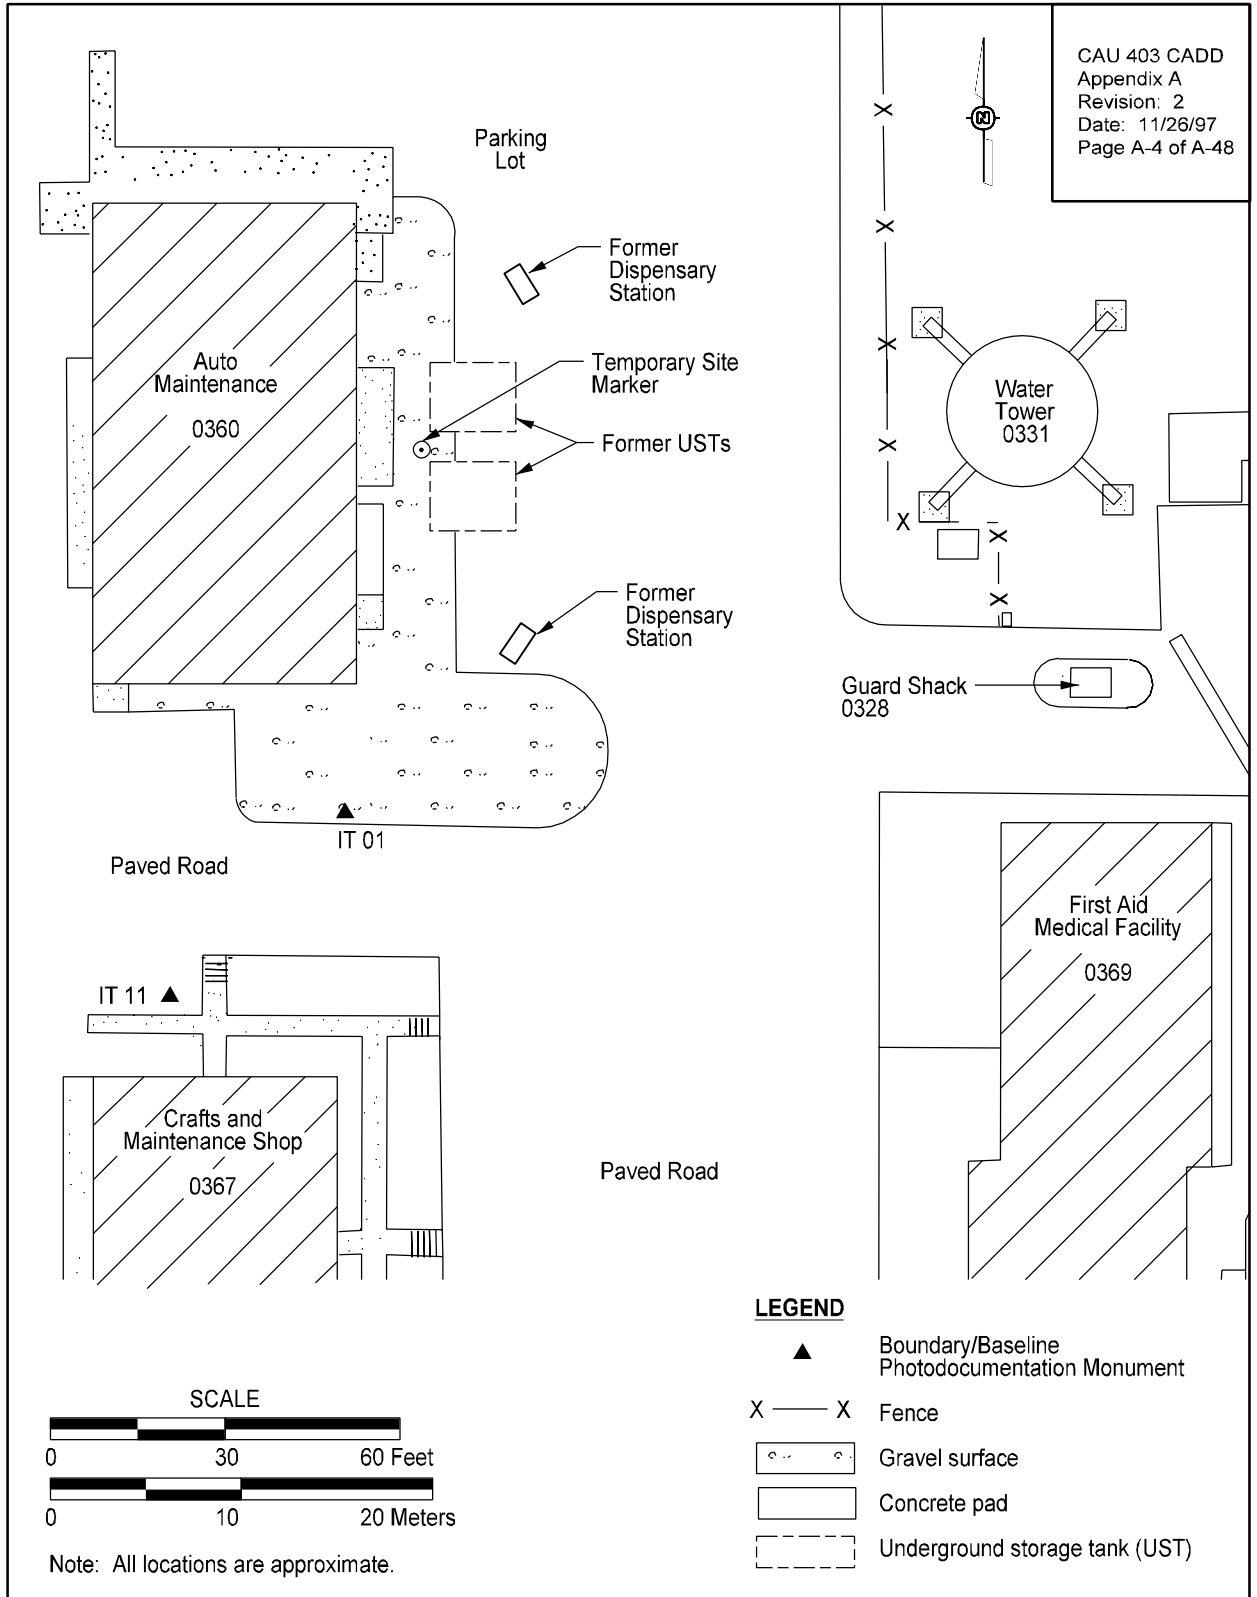 CAU 403 CADD
Appendix A
Revision: 2
Date: 11/26/97
Page A-4 of A-48
N
Parking
Lot
Former
Dispensary
Station
Auto
Maintenance
0360
Temporary Site
Marker
Former USTs
Water
Tower
0331
X
X
X
X
X
X
X
Former
Dispensary
Station
Guard Shack
0328
IT 01
Paved Road
First Aid
Medical Facility
0369
IT 11
Crafts and
Maintenance Shop
0367
Paved Road
LEGEND
Boundary/Baseline
Photodocumentation Monument
X X Fence
Gravel surface
Concrete pad
Underground storage tank (UST)
SCALE
0 30 60 Feet
0 10 20 Meters
Note: All locations are approximate.